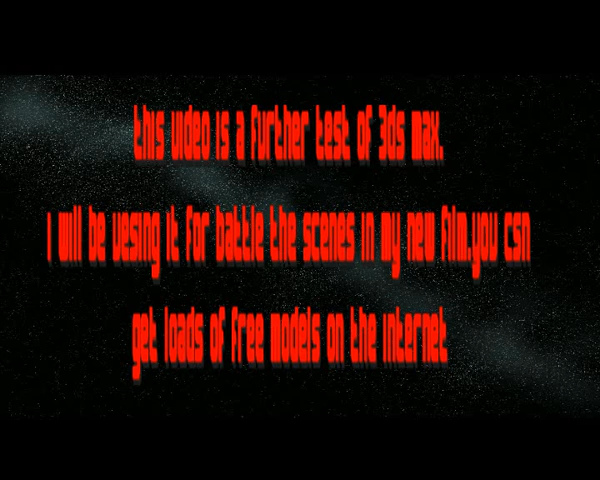 this video is a further test of 3ds max.
i will be vesing it for battle the scenes in my new film.you csn
get loads of free models on the internet